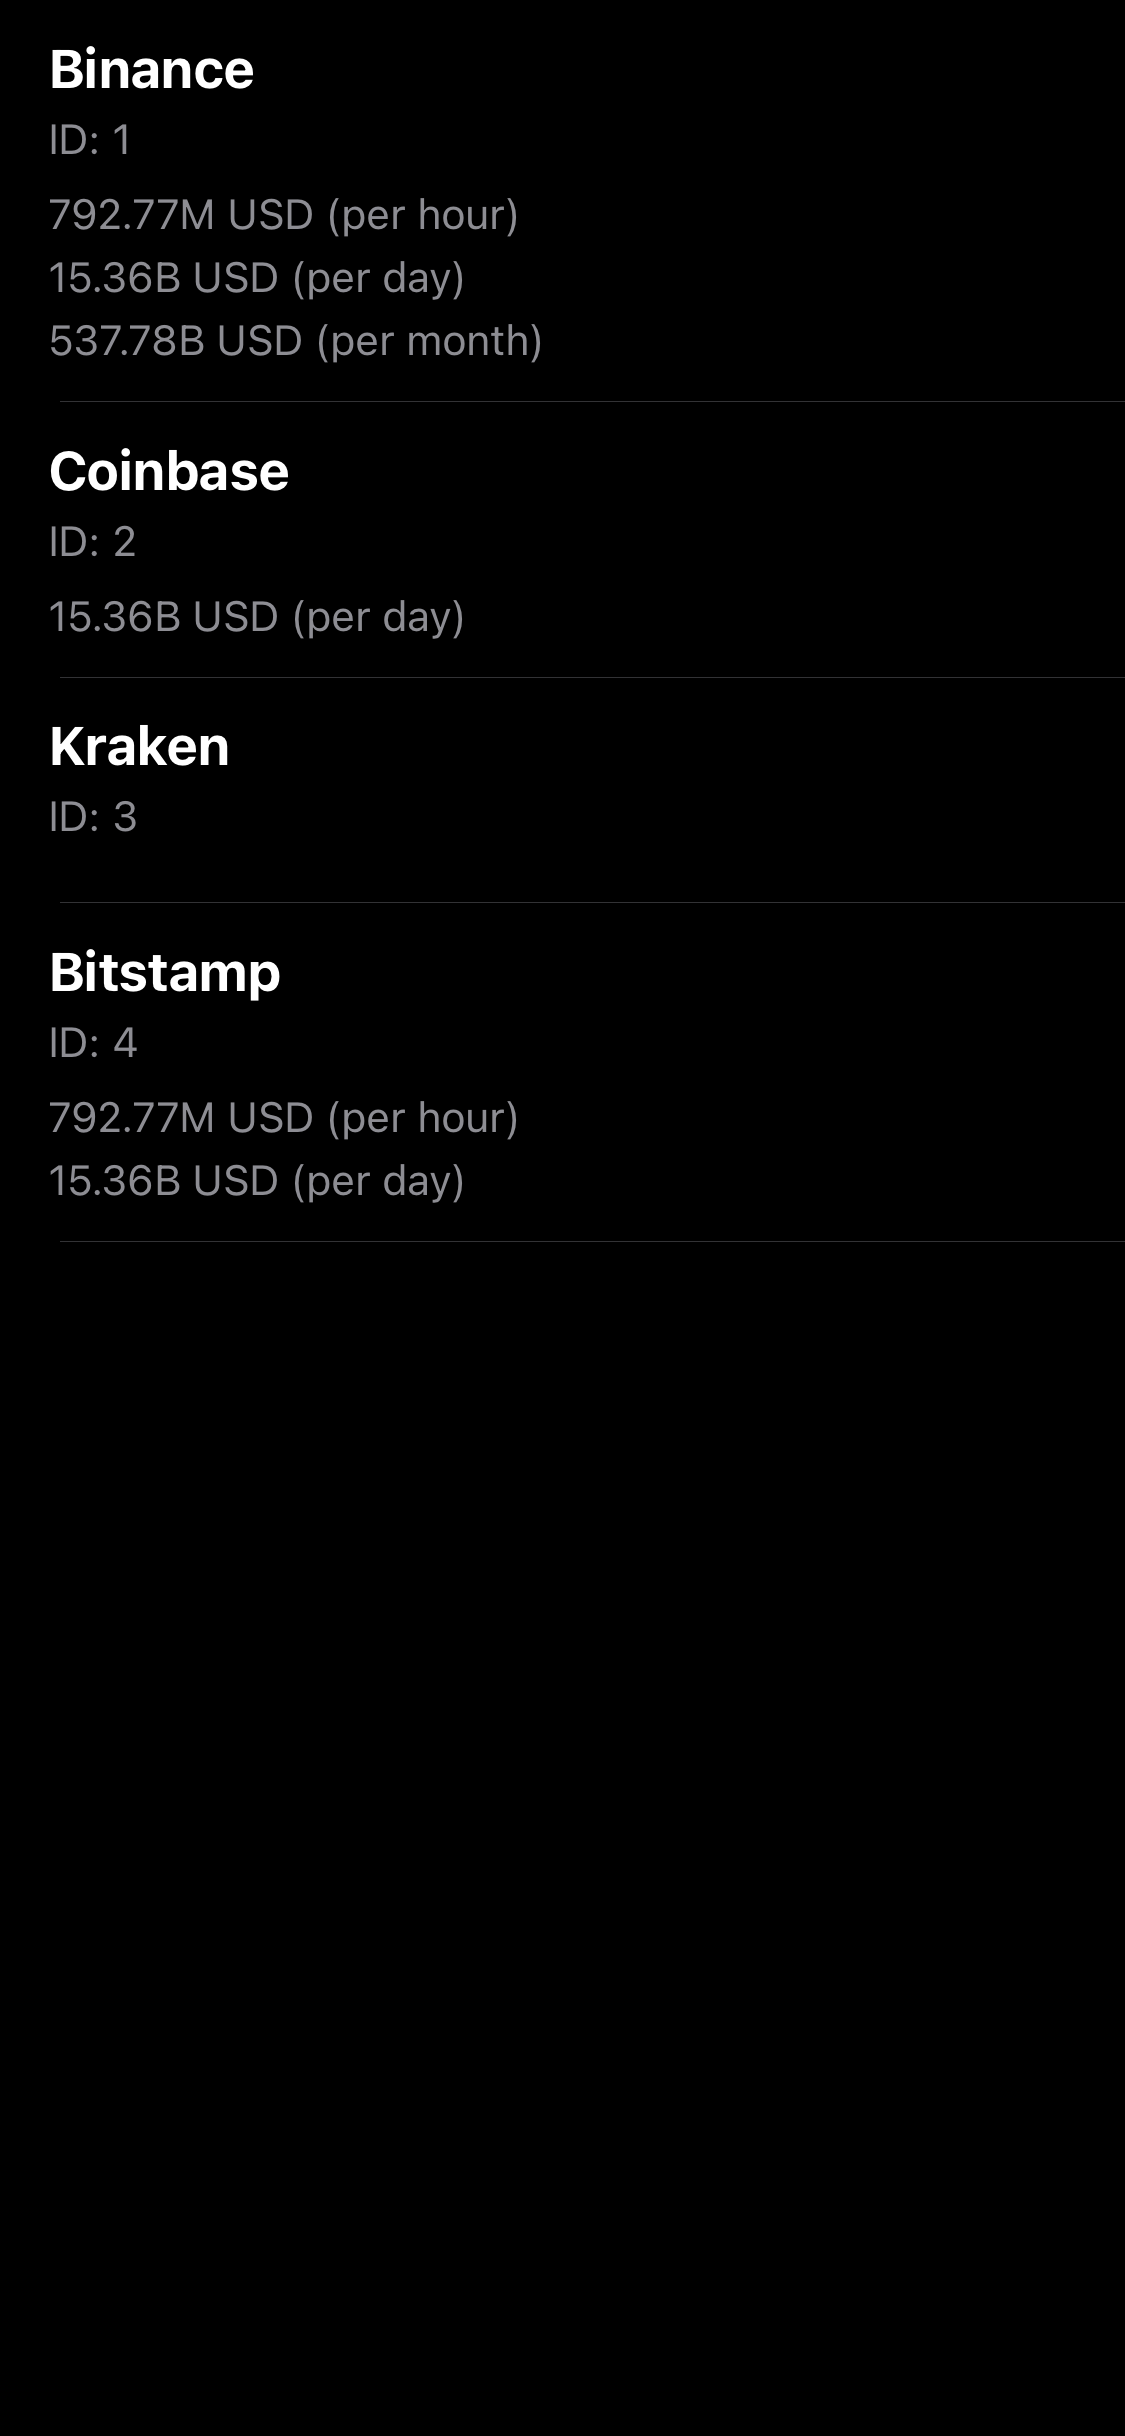 Binance
ID: 1
792.77M USD (per hour)
15.36B USD (per day)
537.78B USD (per month)
Coinbase
ID: 2
15.36B USD (per day)
Kraken
ID: 3
Bitstamp
ID: 4
792.77M USD (per hour)
15.36B USD (per day)